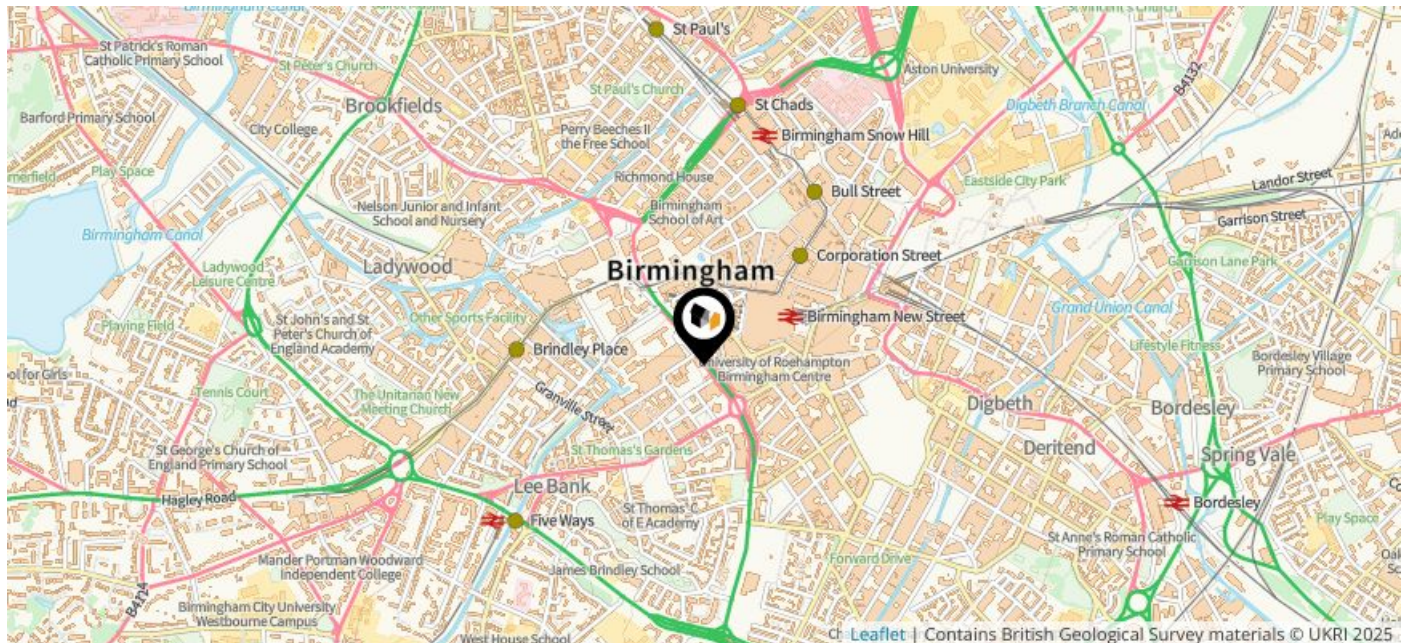 St Vincent's Church
St Paul's
St Patrick's Roman
Catholic Primary School
St Peter's Church
Aston University
B4132
St Paul's Church
St Chads
Brookfields
Digbeth Branch Canal
Barford Primary School
City College
Perry Beeches II
the Free School
Birmingham Snow Hill
Play Space
Richmond House
Landor Street
merfield
Bull Street
Eastside City Park
Nelson Junior and Infant
School and Nursery
Birmingham
School of Art
Garrison Street
Birmingham Canal
Corporation Street
Garrison Lane Park
Ladywood
Ladywood
Leisure Centre
Birmingham
Grand Union Canal
Playing Field
St John's and St
Peter's Church of
England Academy
Other Sports Facility
Birmingham New Street
Brindley Place
Lifestyle Fitness
University of Roehampton
Birmingham Centre
Bordesley Village
Primary School
ol for Girls
Tennis Court
The Unitarian New
Meeting Church
Granville Street
Digbeth
Bordesley
St George's Church of
England Primary School
St Thomas's Gardens
Deritend
Spring Vale
Hagley Road
Lee Bank
Bordesley
St Thomas' C
of E Academy
Five Ways
Play Space
St Anne's Roman Catholic
Primary School
Mander Portman Woodward
Independent College
James Brindley School
Forward Drive
B4124
Birmingham City University
Westbourne Campus
West House School
Leaflet | Contains British Geological Survey materials © UKRI 2025